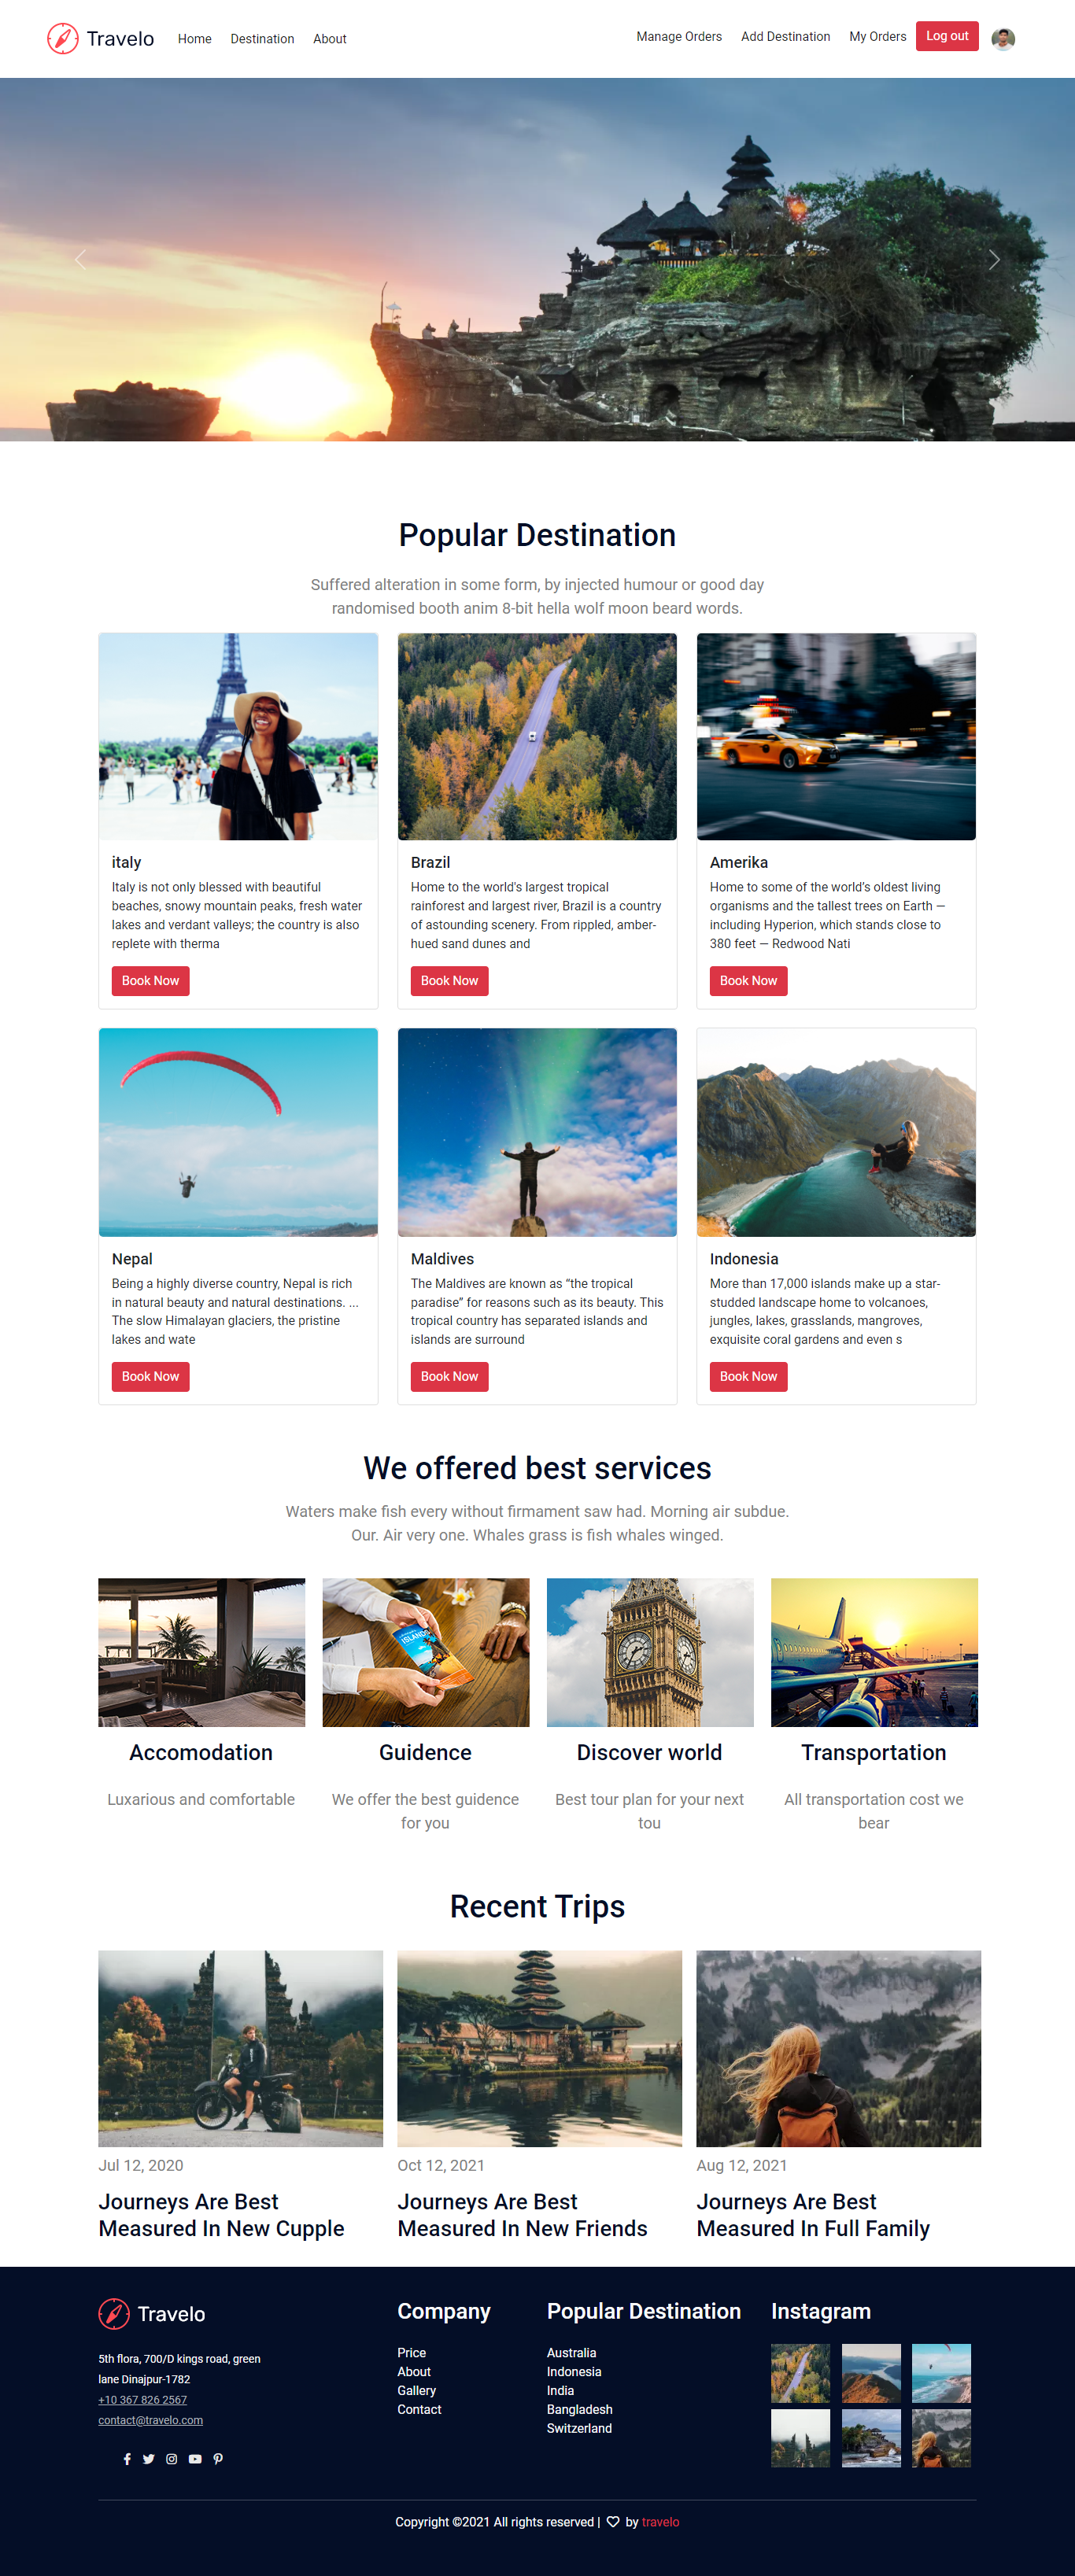 Travelo
Home Destination About
Manage Orders Add Destination My Orders Log out
Popular Destination
Suffered alteration in some form, by injected humour or good day
randomised booth anim 8-bit hella wolf moon beard words.
italy
Italy is not only blessed with beautiful
beaches, snowy mountain peaks, fresh water
lakes and verdant valleys; the country is also
replete with therma
Book Now
Brazil
Home to the world's largest tropical
rainforest and largest river, Brazil is a country
of astounding scenery. From rippled, amber-
hued sand dunes and
Book Now
Amerika
Home to some of the world's oldest living
organisms and the tallest trees on Earth —
including Hyperion, which stands close to
380 feet — Redwood Nati
Book Now
Nepal
Being a highly diverse country, Nepal is rich
in natural beauty and natural destinations. ...
The slow Himalayan glaciers, the pristine
lakes and wate
Book Now
Maldives
The Maldives are known as “the tropical
paradise” for reasons such as its beauty. This
tropical country has separated islands and
islands are surround
Book Now
Indonesia
More than 17,000 islands make up a star-
studded landscape home to volcanoes,
jungles, lakes, grasslands, mangroves,
exquisite coral gardens and even s
Book Now
We offered best services
Waters make fish every without firmament saw had. Morning air subdue.
Our. Air very one. Whales grass is fish whales winged.
ISLANDS
Accomodation
Luxarious and comfortable
Guidence
We offer the best guidence
for you
Discover world
Best tour plan for your next
tou
Transportation
All transportation cost we
bear
Recent Trips
Jul 12, 2020
Journeys Are Best
Measured In New Cupple
Oct 12, 2021
Journeys Are Best
Measured In New Friends
Aug 12, 2021
Journeys Are Best
Measured In Full Family
Travelo
5th flora, 700/D kings road, green
lane Dinajpur-1782
+10 367 826 2567
contact@travelo.com
Company
Price
About
Gallery
Contact
Popular Destination
Australia
Indonesia
India
Bangladesh
Switzerland
Instagram
Copyright ©2021 All rights reserved | ♡ by travelo